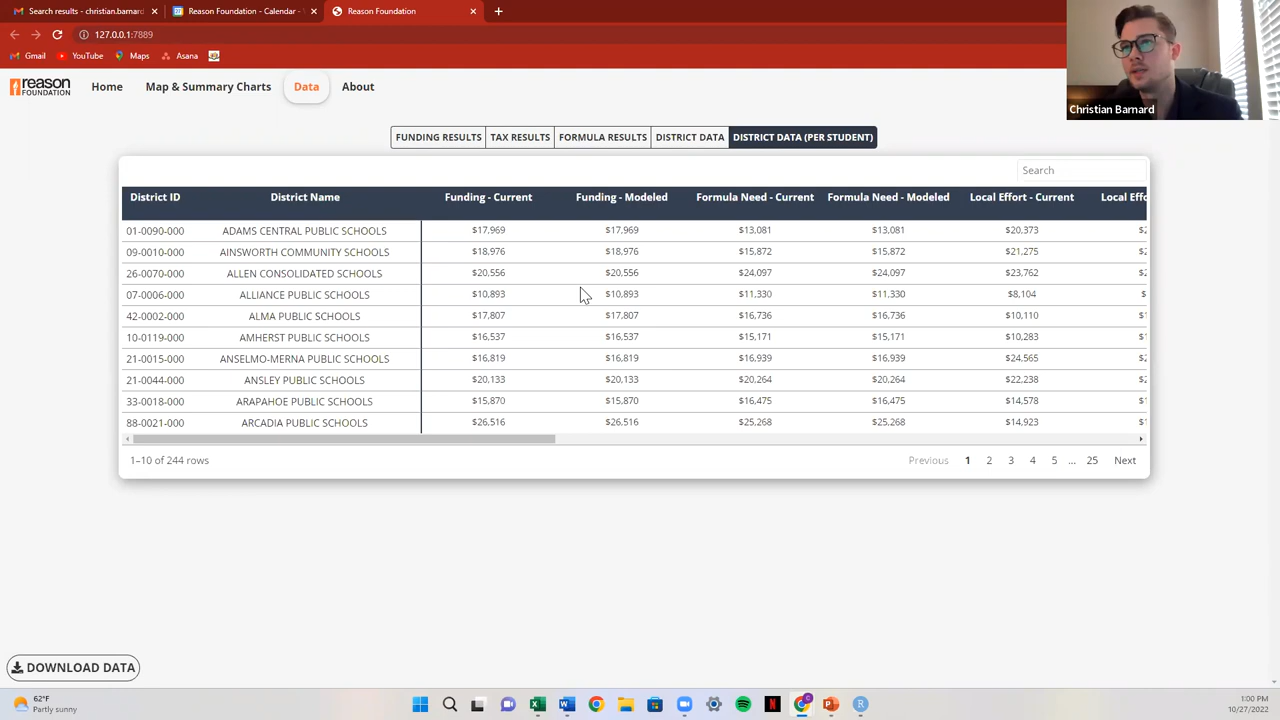 Search results - christian.barnard
Reason Foundation - Calendar -
Reason Foundation
127.0.0.1:7889
Gmail YouTube Maps Asana
reason FOUNDATION
Home Map & Summary Charts Data About
Christian Barnard
FUNDING RESULTS TAX RESULTS FORMULA RESULTS DISTRICT DATA DISTRICT DATA (PER STUDENT)
Search
District ID District Name Funding - Current Funding - Modeled Formula Need - Current Formula Need - Modeled Local Effort - Current Local Effo
01-0090-000 ADAMS CENTRAL PUBLIC SCHOOLS $17,969 $17,969 $13,081 $13,081 $20,373
09-0010-000 AINSWORTH COMMUNITY SCHOOLS $18,976 $18,976 $15,872 $15,872 $21,275
26-0070-000 ALLEN CONSOLIDATED SCHOOLS $20,556 $20,556 $24,097 $24,097 $23,762
07-0006-000 ALLIANCE PUBLIC SCHOOLS $10,893 $10,893 $11,330 $11,330 $8,104 $
42-0002-000 ALMA PUBLIC SCHOOLS $17,807 $17,807 $16,736 $16,736 $10,110
10-0119-000 AMHERST PUBLIC SCHOOLS $16,537 $16,537 $15,171 $15,171 $10,283
21-0015-000 ANSELMO-MERNA PUBLIC SCHOOLS $16,819 $16,819 $16,939 $16,939 $24,565
21-0044-000 ANSLEY PUBLIC SCHOOLS $20,133 $20,133 $20,264 $20,264 $22,238
33-0018-000 ARAPAHOE PUBLIC SCHOOLS $15,870 $15,870 $16,475 $16,475 $14,578
88-0021-000 ARCADIA PUBLIC SCHOOLS $26,516 $26,516 $25,268 $25,268 $14,923
1–10 of 244 rows
Previous 1 2 3 4 5 ... 25 Next
DOWNLOAD DATA
62°F
Partly sunny
1:00 PM
10/27/2022